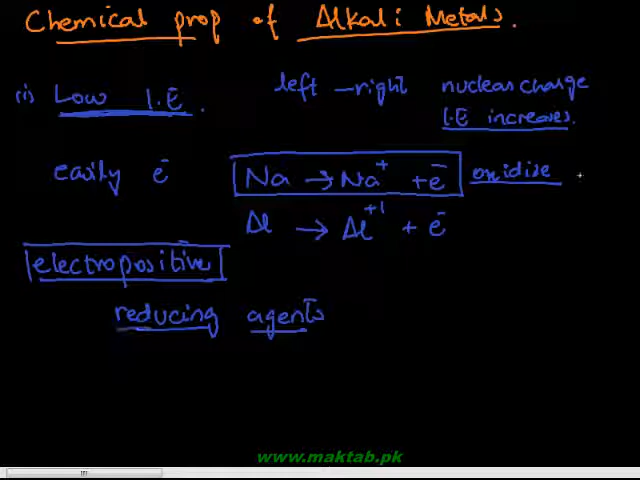 Chemical prop of Alkali Metals.
(i) Low I.E. left - right nuclear charge
I.E increases.
easily e⁻ Na → Na⁺ + e⁻ oxidise
Al → Al⁺¹ + e⁻
electropositive
reducing agents
www.maktab.pk